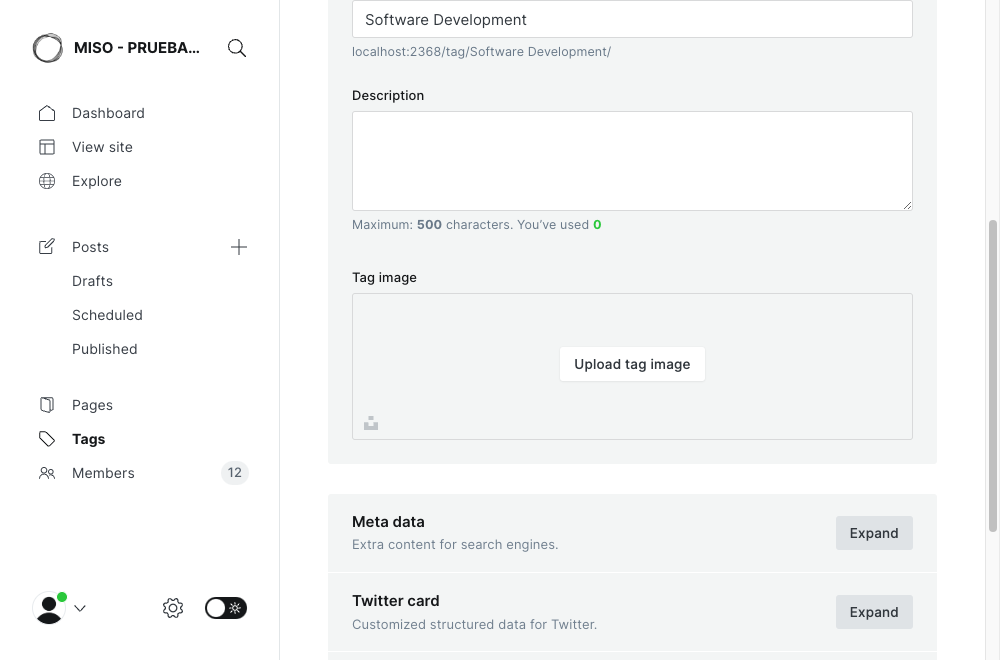 MISO - PRUEBA...
Dashboard
View site
Explore
Posts
Drafts
Scheduled
Published
Pages
Tags
Members
12
Software Development
localhost:2368/tag/Software Development/
Description
Maximum: 500 characters. You've used 0
Tag image
Upload tag image
Meta data
Extra content for search engines.
Expand
Twitter card
Customized structured data for Twitter.
Expand